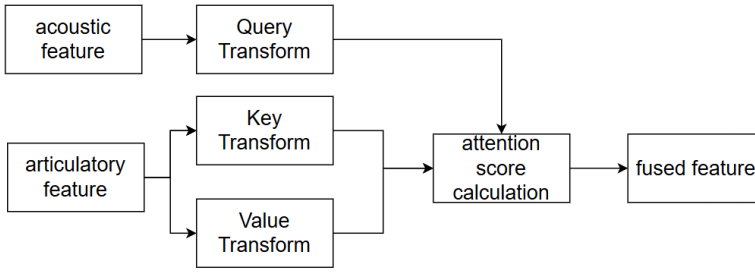 acoustic
feature
Query
Transform
Key
Transform
articulatory
feature
Value
Transform
attention
score
calculation
fused feature